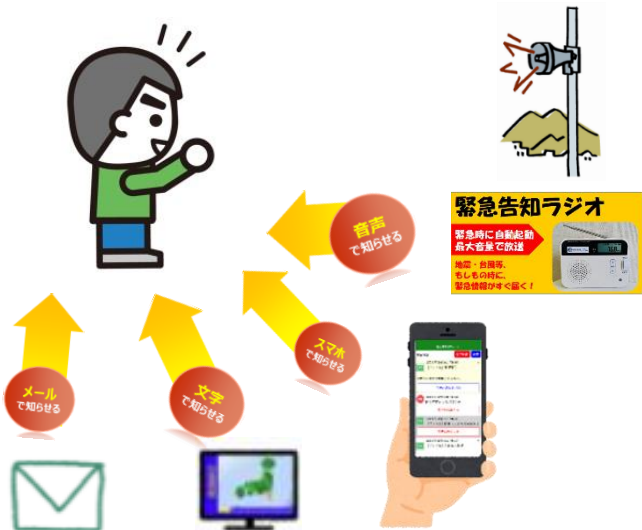 緊急告知ラジオ
緊急時に自動起動
最大音量で放送
地震・台風等、
もしもの時に、
緊急情報がすぐ届く！
音声
で知らせる
スマホ
で知らせる
文字
で知らせる
メール
で知らせる